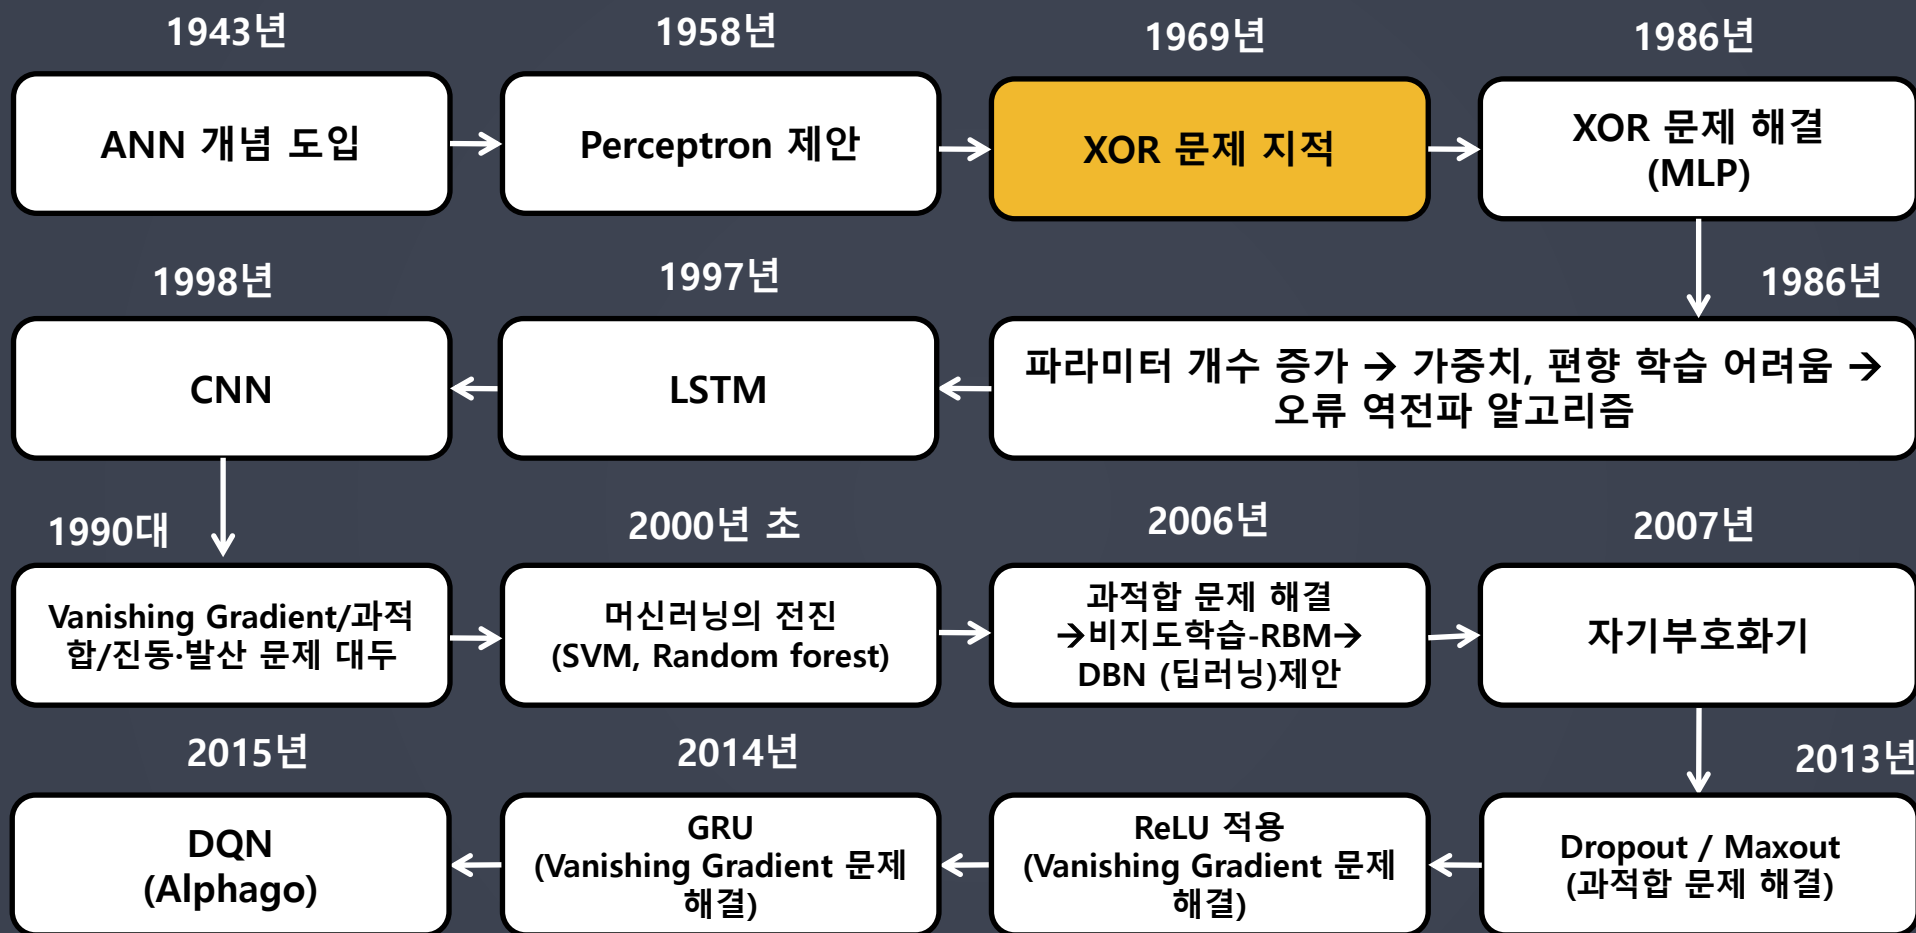 1943년
1958년
1969년
1986년
ANN 개념 도입
Perceptron 제안
XOR 문제 지적
XOR 문제 해결
(MLP)
1998년
1997년
1986년
CNN
LSTM
파라미터 개수 증가 → 가중치, 편향 학습 어려움 →
오류 역전파 알고리즘
1990대
2000년 초
2006년
2007년
Vanishing Gradient/과적
합/진동·발산 문제 대두
머신러닝의 전진
(SVM, Random forest)
과적합 문제 해결
→비지도학습-RBM→
DBN (딥러닝)제안
자기부호화기
2015년
2014년
2013년
DQN
(Alphago)
GRU
(Vanishing Gradient 문제
해결)
ReLU 적용
(Vanishing Gradient 문제
해결)
Dropout / Maxout
(과적합 문제 해결)